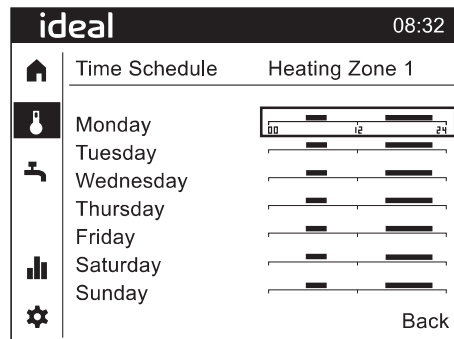 ideal 08:32
Time Schedule Heating Zone 1
Monday
00 12 24
Tuesday
Wednesday
Thursday
Friday
Saturday
Sunday
Back